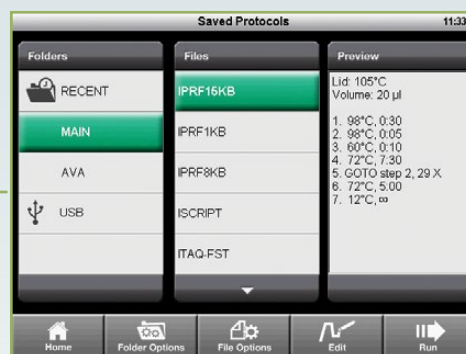 Saved Protocols 11:33
Folders
RECENT
MAIN
AVA
USB
Files
IPRF15KB
IPRF1KB
IPRF8KB
ISCRIPT
ITAQ-FST
Preview
Lid: 105°C
Volume: 20 µl
1. 98°C, 0:30
2. 98°C, 0:05
3. 60°C, 0:10
4. 72°C, 7:30
5. GOTO step 2, 29 X
6. 72°C, 5:00
7. 12°C, ∞
Home
Folder Options
File Options
Edit
Run